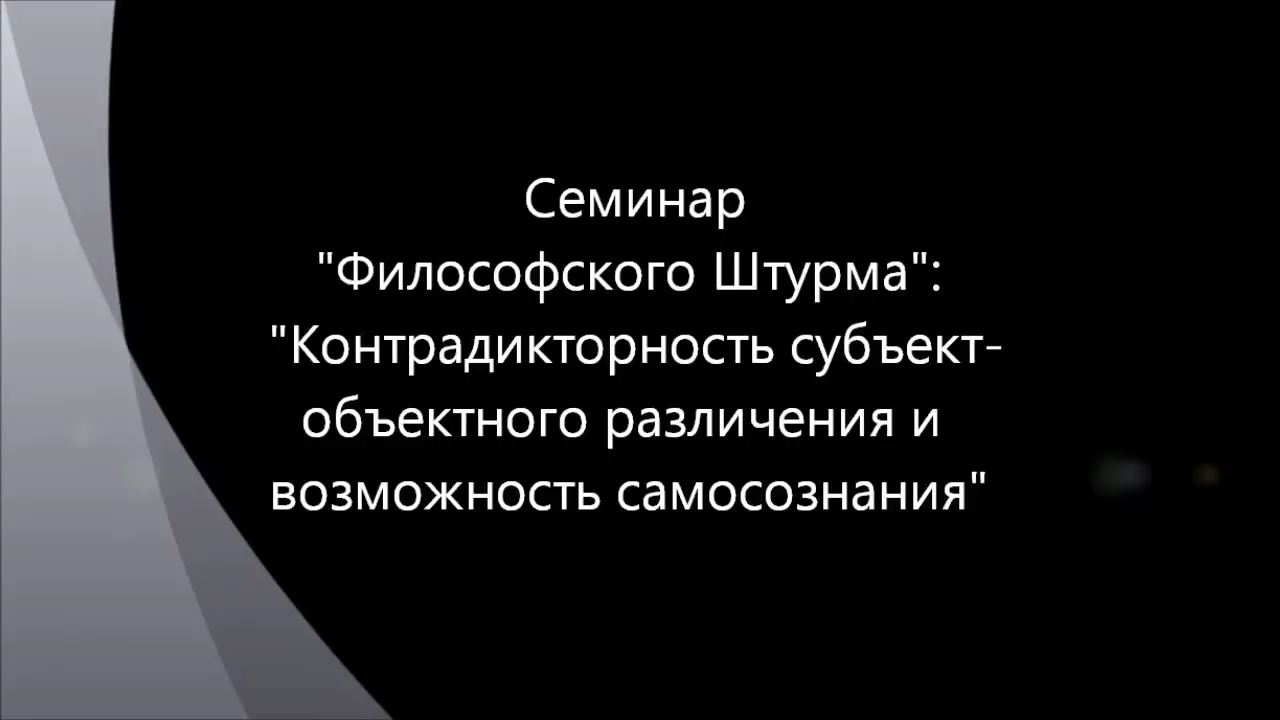 Семинар
"Философского Штурма":
"Контрадикторность субъект-
объектного различения и
возможность самосознания"